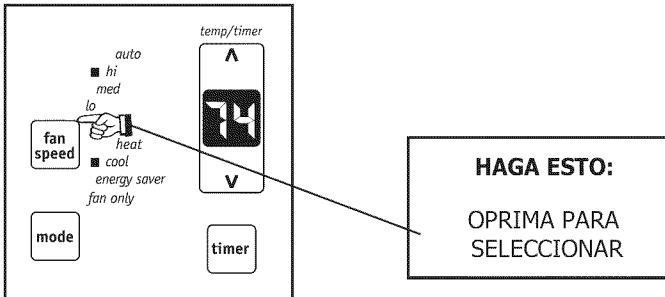 temp/timer
auto
hi
med
lo
74
fan
speed
heat
cool
energy saver
fan only
mode
timer
HAGA ESTO:
OPRIMA PARA
SELECCIONAR